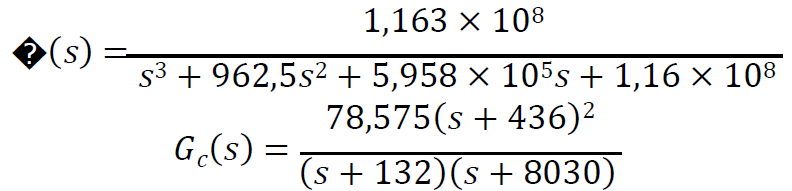 �(s) = 1,163 × 10⁸ / s³ + 962,5s² + 5,958 × 10⁵s + 1,16 × 10⁸
G_c(s) = 78,575(s + 436)² / (s + 132)(s + 8030)